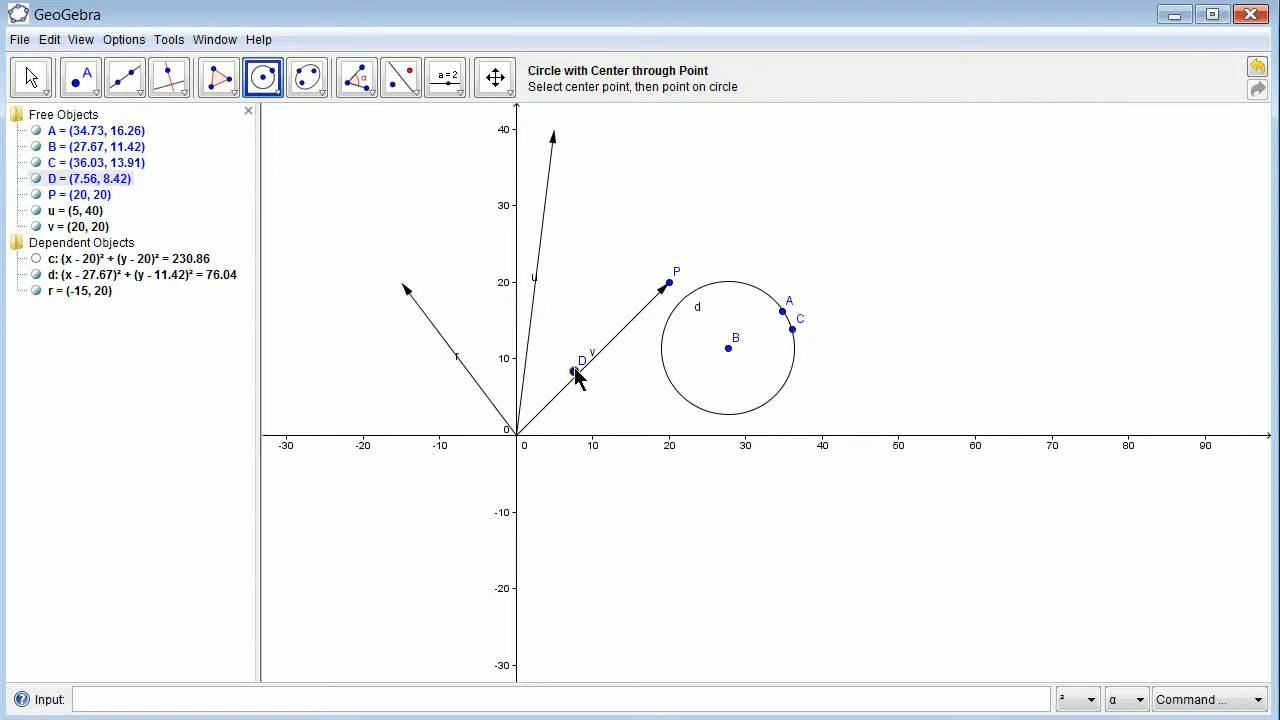 GeoGebra
File Edit View Options Tools Window Help
A α a = 2
Circle with Center through Point
Select center point, then point on circle
Free Objects
A = (34.73, 16.26)
B = (27.67, 11.42)
C = (36.03, 13.91)
D = (7.56, 8.42)
P = (20, 20)
u = (5, 40)
v = (20, 20)
Dependent Objects
c: (x - 20)² + (y - 20)² = 230.86
d: (x - 27.67)² + (y - 11.42)² = 76.04
r = (-15, 20)
40
30
u
P
20
A
d
C
B
r
10
v
D
0
-30 -20 -10 0 10 20 30 40 50 60 70 80 90
-10
-20
-30
Input: ² α Command ...